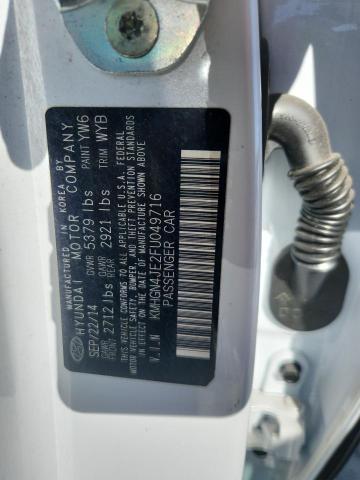 MANUFACTURED IN KOREA BY
HYUNDAI MOTOR COMPANY
SEP/22/14 GVWR 5379 lbs PAINT YW6
GAWR FRONT 2712 lbs GAWR REAR 2921 lbs TRIM WYB
THIS VEHICLE CONFORMS TO ALL APPLICABLE U.S.A. FEDERAL
MOTOR VEHICLE SAFETY, BUMPER, AND THEFT PREVENTION STANDARDS
IN EFFECT ON THE DATE OF MANUFACTURE SHOWN ABOVE.
V.I.N KMHGN4JE2FU049716
PASSENGER CAR